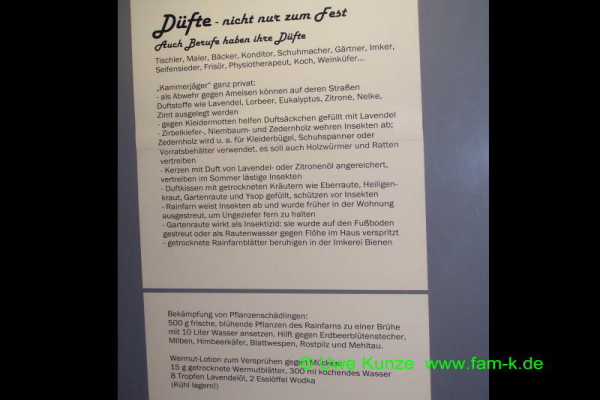 Düfte - nicht nur zum Fest
Auch Berufe haben ihre Düfte
Tischler, Maler, Bäcker, Konditor, Schuhmacher, Gärtner, Imker,
Seifensieder, Frisör, Physiotherapeut, Koch, Weinküfer...
„Kammerjäger" ganz privat:
- als Abwehr gegen Ameisen können auf deren Straßen
Duftstoffe wie Lavendel, Lorbeer, Eukalyptus, Zitrone, Nelke,
Zimt ausgelegt werden
- gegen Kleidermotten helfen Duftsäckchen gefüllt mit Lavendel
- Zirbelkiefer-, Niembaum- und Zedernholz wehren Insekten ab;
Zedernholz wird u. a. für Kleiderbügel, Schuhspanner oder
Vorratsbehälter verwendet, es soll auch Holzwürmer und Ratten
vertreiben
- Kerzen mit Duft von Lavendel- oder Zitronenöl angereichert,
vertreiben im Sommer lästige Insekten
- Duftkissen mit getrockneten Kräutern wie Eberraute, Heiligen-
kraut, Gartenraute und Ysop gefüllt, schützen vor Insekten
- Rainfarn weist Insekten ab und wurde früher in der Wohnung
ausgestreut, um Ungeziefer fern zu halten
- Gartenraute wirkt als Insektizid: sie wurde auf den Fußboden
gestreut oder als Rautenwasser gegen Flöhe im Haus verspritzt
- getrocknete Rainfarnblätter beruhigen in der Imkerei Bienen
Bekämpfung von Pflanzenschädlingen:
500 g frische, blühende Pflanzen des Rainfarns zu einer Brühe
mit 10 Liter Wasser ansetzen. Hilft gegen Erdbeerblütenstecher,
Milben, Himbeerkäfer, Blattwespen, Rostpilz und Mehltau.
Wermut-Lotion zum Versprühen gegen Mücken:
15 g getrocknete Wermutblätter, 300 ml kochendes Wasser
8 Tropfen Lavendelöl, 2 Esslöffel Wodka
(Kühl lagern!)
© Uwe Kunze www.fam-k.de